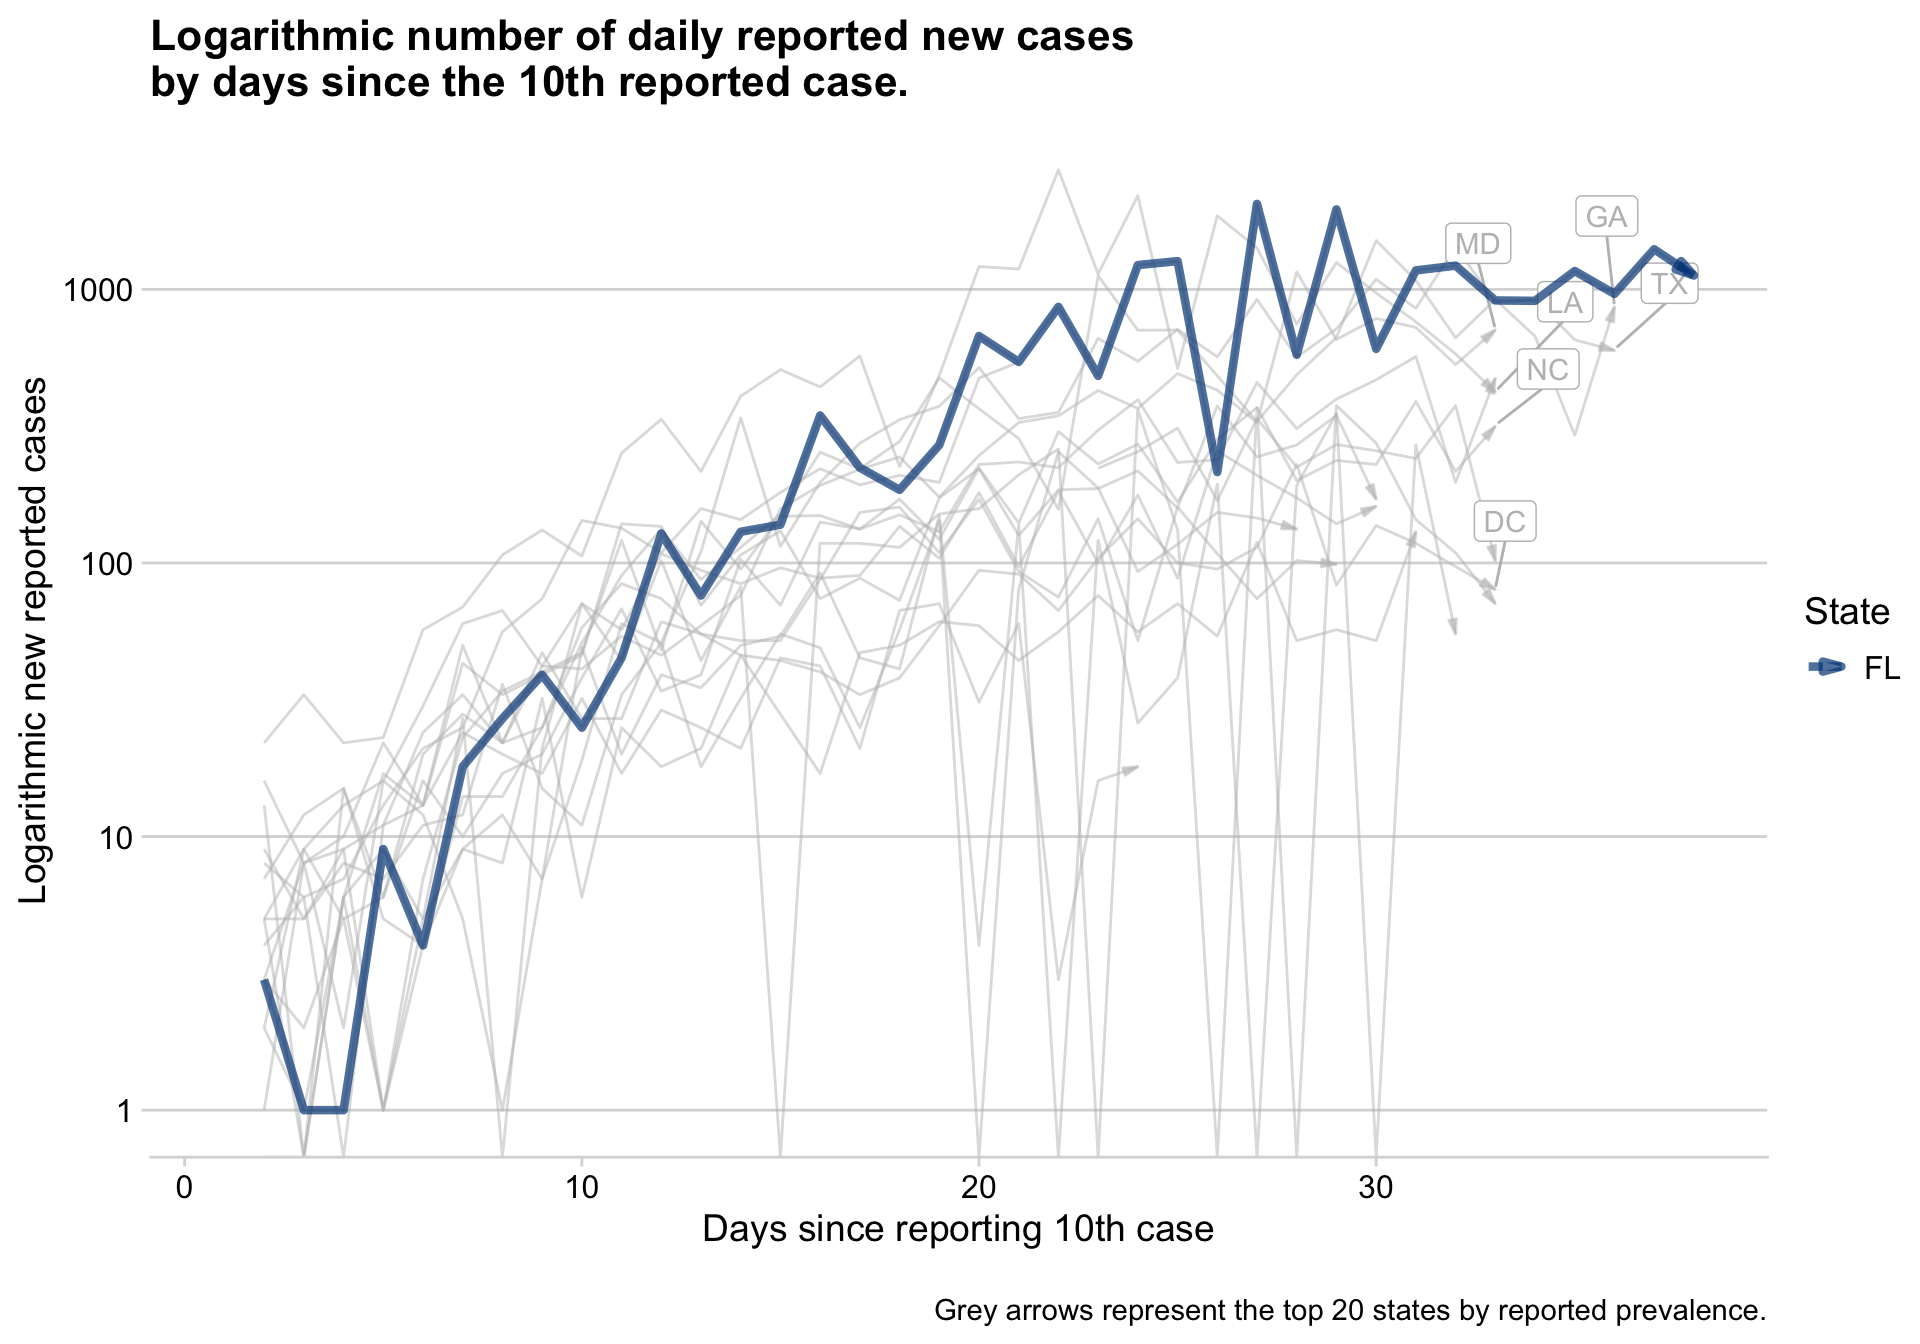 Logarithmic number of daily reported new cases
by days since the 10th reported case.
Logarithmic new reported cases
1000
100
10
1
GA
MD
TX
LA
NC
DC
State
FL
0
10
20
30
Days since reporting 10th case
Grey arrows represent the top 20 states by reported prevalence.